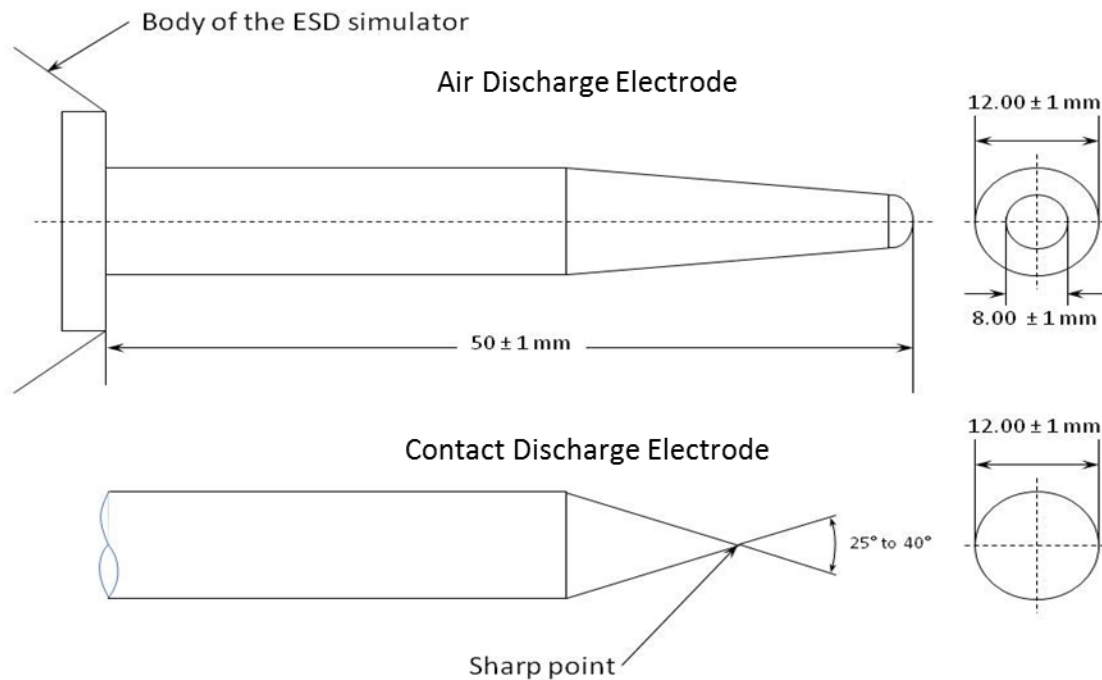 Body of the ESD simulator
Air Discharge Electrode
12.00 ± 1 mm
8.00 ± 1 mm
50 ± 1 mm
12.00 ± 1 mm
Contact Discharge Electrode
25° to 40°
Sharp point